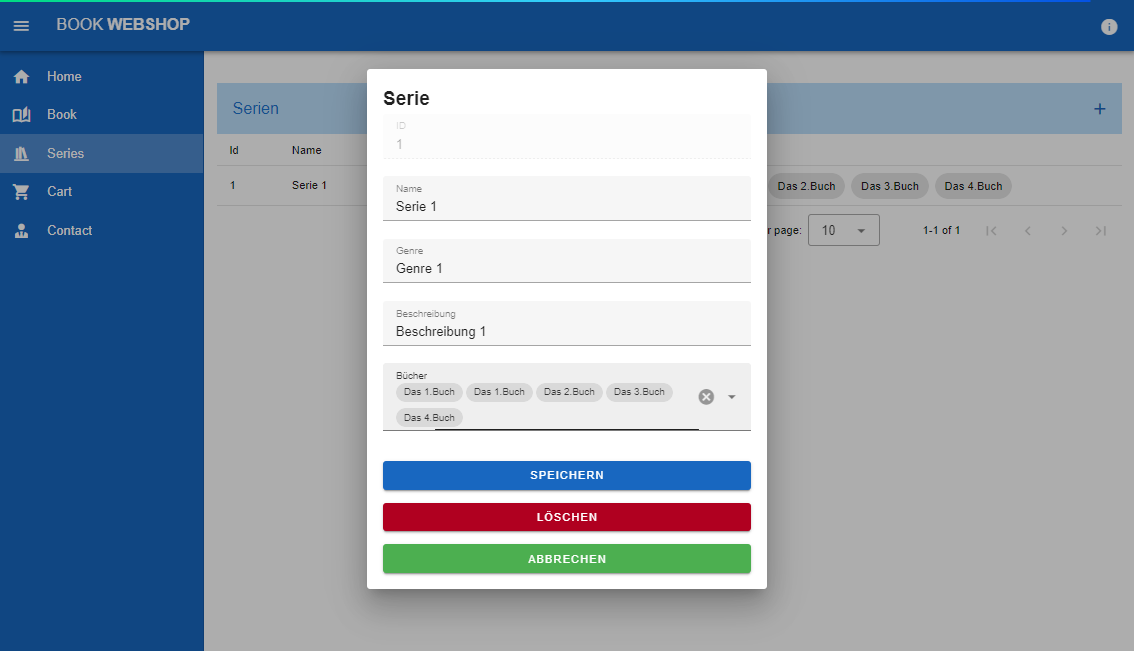 BOOK WEBSHOP
Home
Book
Series
Cart
Contact
Serien
Id Name
1 Serie 1 Das 2.Buch Das 3.Buch Das 4.Buch
r page: 10 1-1 of 1
Serie
ID
1
Name
Serie 1
Genre
Genre 1
Beschreibung
Beschreibung 1
Bücher
Das 1.Buch Das 1.Buch Das 2.Buch Das 3.Buch
Das 4.Buch
SPEICHERN
LÖSCHEN
ABBRECHEN